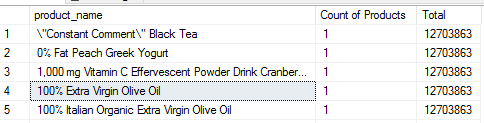 product_name Count of Products Total
1 \"Constant Comment\" Black Tea 1 12703863
2 0% Fat Peach Greek Yogurt 1 12703863
3 1,000 mg Vitamin C Effervescent Powder Drink Cranber... 1 12703863
4 100% Extra Virgin Olive Oil 1 12703863
5 100% Italian Organic Extra Virgin Olive Oil 1 12703863